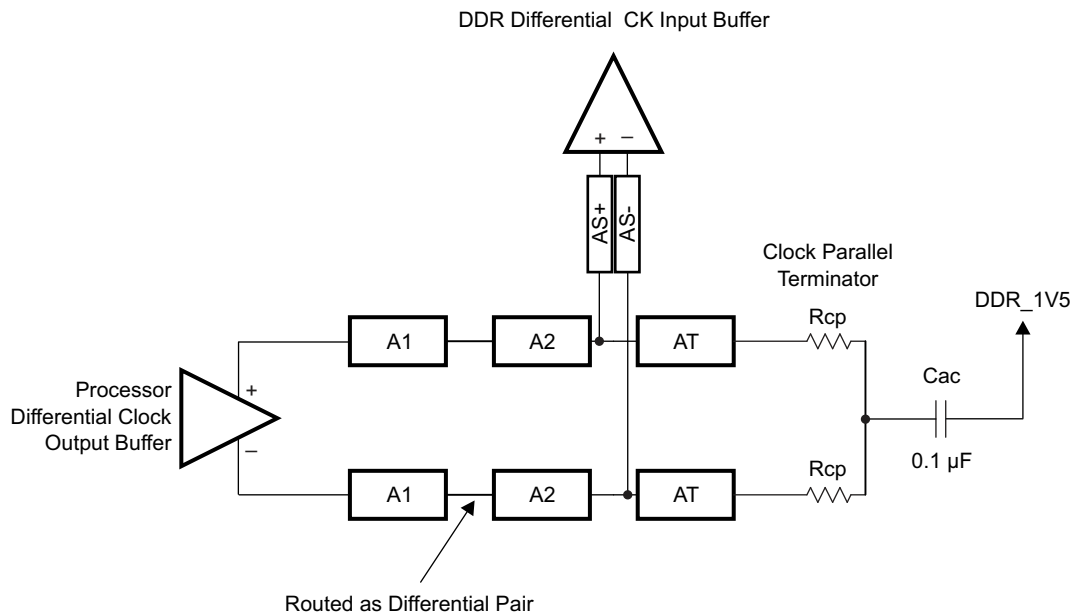 DDR Differential CK Input Buffer
+ −
AS+
AS-
Clock Parallel
Terminator
DDR_1V5
Rcp
A1
A2
AT
Cac
Processor
Differential Clock
Output Buffer
+
−
0.1 µF
Rcp
A1
A2
AT
Routed as Differential Pair